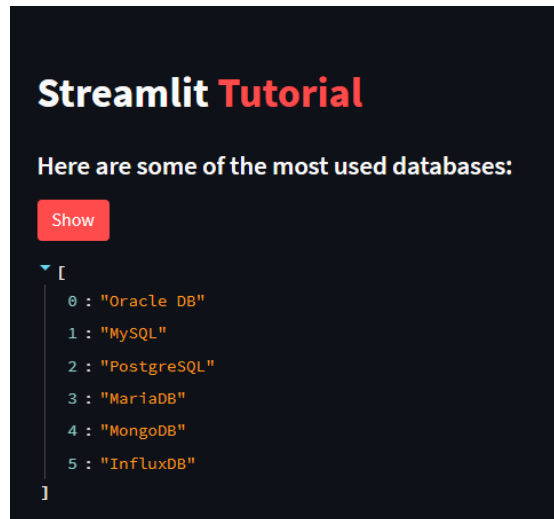 Streamlit Tutorial
Here are some of the most used databases:
Show
[
0 : "Oracle DB"
1 : "MySQL"
2 : "PostgreSQL"
3 : "MariaDB"
4 : "MongoDB"
5 : "InfluxDB"
]